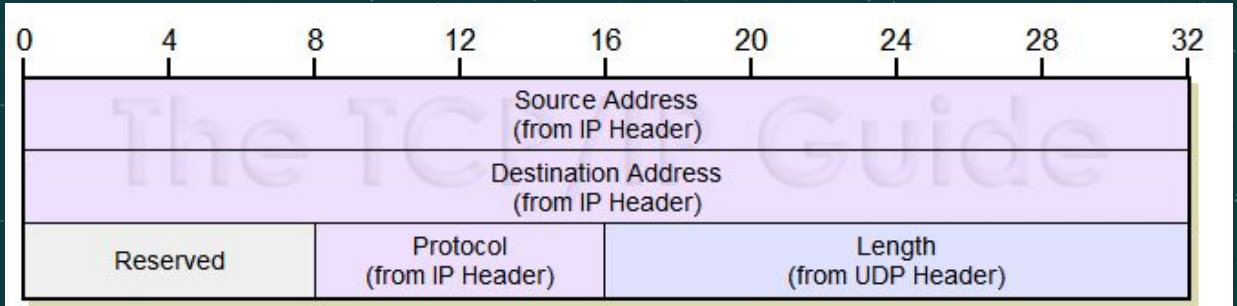 0 4 8 12 16 20 24 28 32
The TCP/IP Guide
Source Address
(from IP Header)
Destination Address
(from IP Header)
Reserved Protocol Length
(from IP Header) (from UDP Header)